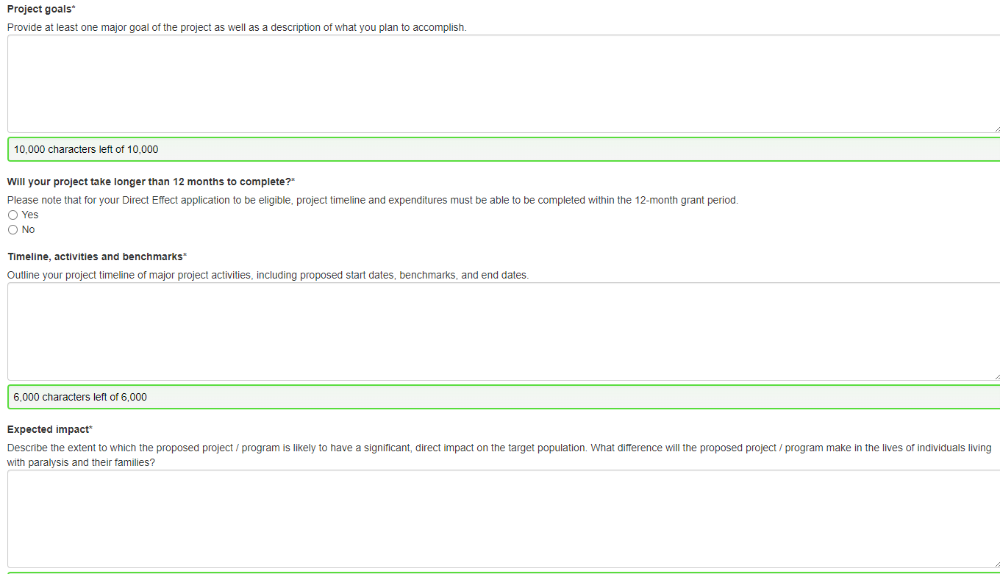 Project goals*
Provide at least one major goal of the project as well as a description of what you plan to accomplish.
10,000 characters left of 10,000
Will your project take longer than 12 months to complete?*
Please note that for your Direct Effect application to be eligible, project timeline and expenditures must be able to be completed within the 12-month grant period.
Yes
No
Timeline, activities and benchmarks*
Outline your project timeline of major project activities, including proposed start dates, benchmarks, and end dates.
6,000 characters left of 6,000
Expected impact*
Describe the extent to which the proposed project / program is likely to have a significant, direct impact on the target population. What difference will the proposed project / program make in the lives of individuals living
with paralysis and their families?